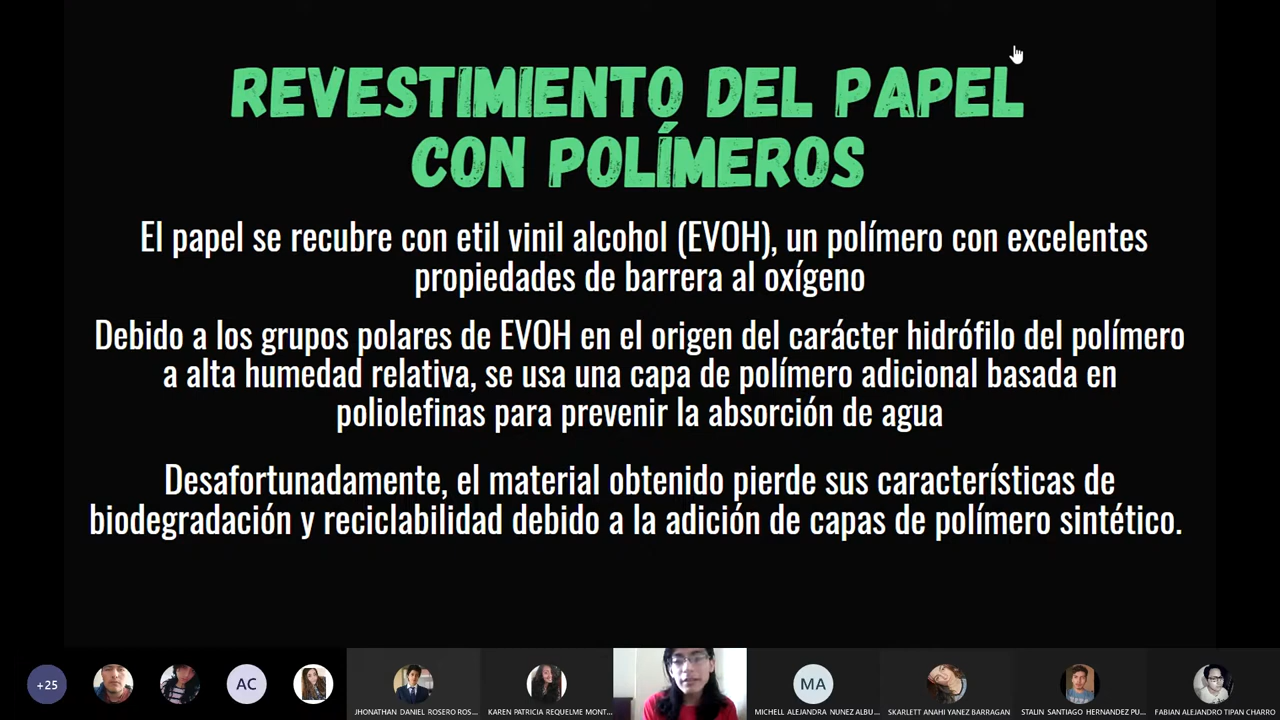 REVESTIMIENTO DEL PAPEL
CON POLÍMEROS
El papel se recubre con etil vinil alcohol (EVOH), un polímero con excelentes
propiedades de barrera al oxígeno
Debido a los grupos polares de EVOH en el origen del carácter hidrófilo del polímero
a alta humedad relativa, se usa una capa de polímero adicional basada en
poliolefinas para prevenir la absorción de agua
Desafortunadamente, el material obtenido pierde sus características de
biodegradación y reciclabilidad debido a la adición de capas de polímero sintético.
+25
AC
MA
JHONATHAN DANIEL ROSERO ROS...
KAREN PATRICIA REQUELME MONT...
MICHELL ALEJANDRA NUNEZ ALBU...
SKARLETT ANAHI YANEZ BARRAGAN
STALIN SANTIAGO HERNANDEZ PU...
FABIAN ALEJANDRO TIPAN CHARRO